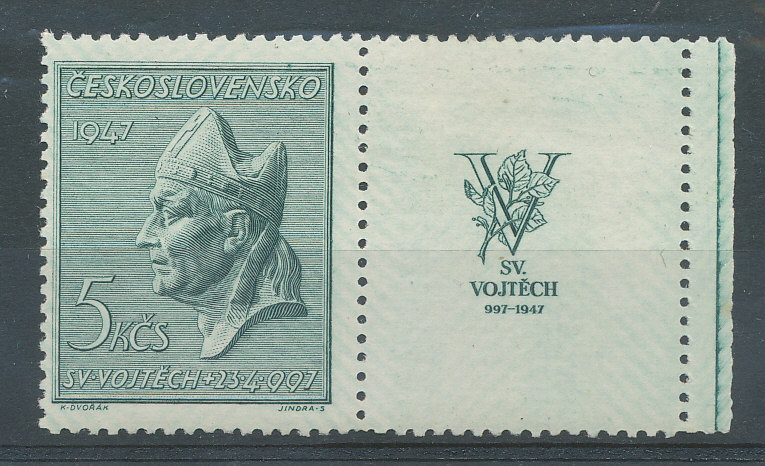 ČESKOSLOVENSKO
1947
5 KČS
SV·VOJTĚCH+23·4·997
K·DVOŘÁK JINDRA·S
V
SV.
VOJTĚCH
997-1947